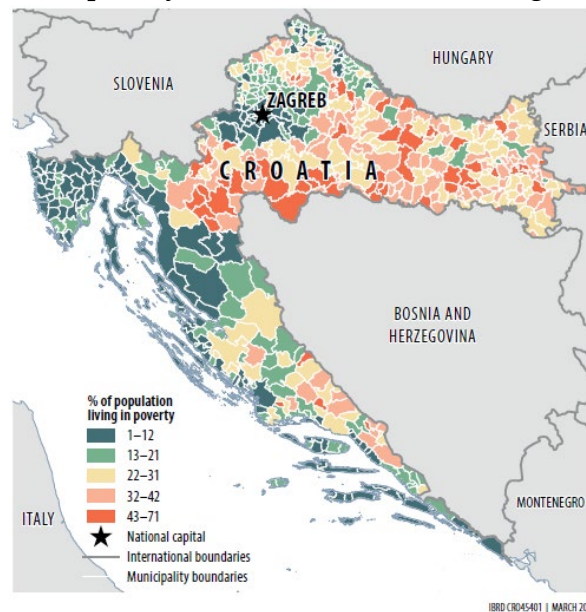 HUNGARY
SLOVENIA
ZAGREB
SERBIA
CROATIA
BOSNIA AND
HERZEGOVINA
% of population
living in poverty
1–12
13–21
22–31
32–42
43–71
National capital
International boundaries
Municipality boundaries
ITALY
MONTENEGRO
IBRD CRO45401 | MARCH 20